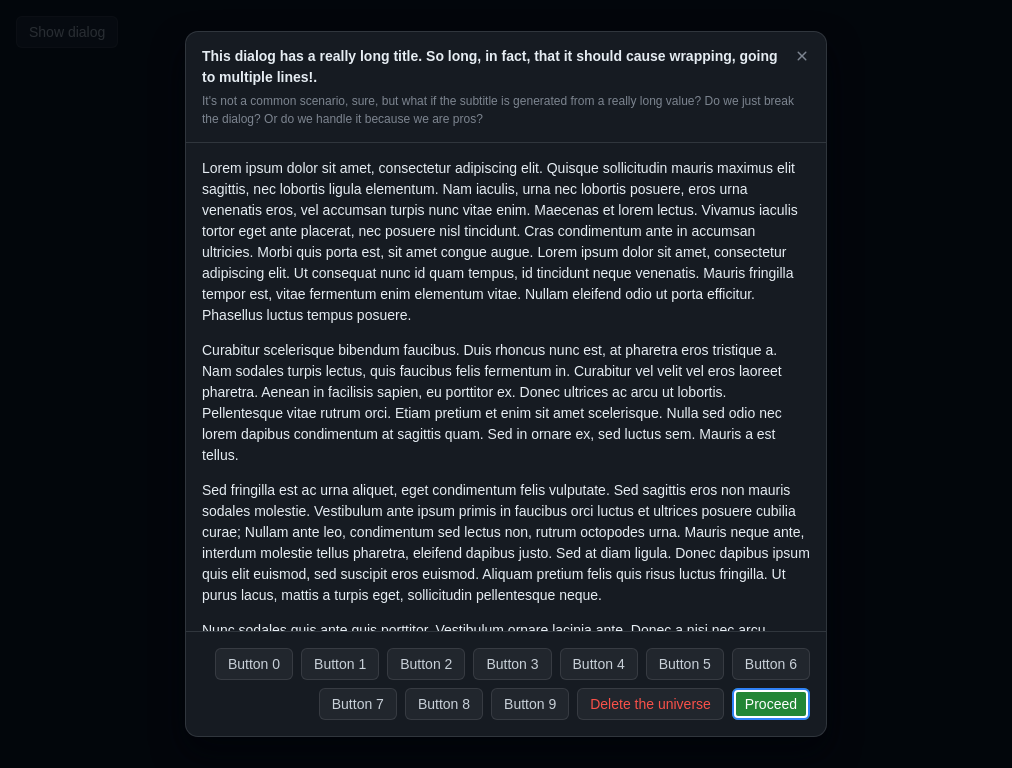 Show dialog
This dialog has a really long title. So long, in fact, that it should cause wrapping, going
to multiple lines!.
It's not a common scenario, sure, but what if the subtitle is generated from a really long value? Do we just break
the dialog? Or do we handle it because we are pros?
Lorem ipsum dolor sit amet, consectetur adipiscing elit. Quisque sollicitudin mauris maximus elit
sagittis, nec lobortis ligula elementum. Nam iaculis, urna nec lobortis posuere, eros urna
venenatis eros, vel accumsan turpis nunc vitae enim. Maecenas et lorem lectus. Vivamus iaculis
tortor eget ante placerat, nec posuere nisl tincidunt. Cras condimentum ante in accumsan
ultricies. Morbi quis porta est, sit amet congue augue. Lorem ipsum dolor sit amet, consectetur
adipiscing elit. Ut consequat nunc id quam tempus, id tincidunt neque venenatis. Mauris fringilla
tempor est, vitae fermentum enim elementum vitae. Nullam eleifend odio ut porta efficitur.
Phasellus luctus tempus posuere.
Curabitur scelerisque bibendum faucibus. Duis rhoncus nunc est, at pharetra eros tristique a.
Nam sodales turpis lectus, quis faucibus felis fermentum in. Curabitur vel velit vel eros laoreet
pharetra. Aenean in facilisis sapien, eu porttitor ex. Donec ultrices ac arcu ut lobortis.
Pellentesque vitae rutrum orci. Etiam pretium et enim sit amet scelerisque. Nulla sed odio nec
lorem dapibus condimentum at sagittis quam. Sed in ornare ex, sed luctus sem. Mauris a est
tellus.
Sed fringilla est ac urna aliquet, eget condimentum felis vulputate. Sed sagittis eros non mauris
sodales molestie. Vestibulum ante ipsum primis in faucibus orci luctus et ultrices posuere cubilia
curae; Nullam ante leo, condimentum sed lectus non, rutrum octopodes urna. Mauris neque ante,
interdum molestie tellus pharetra, eleifend dapibus justo. Sed at diam ligula. Donec dapibus ipsum
quis elit euismod, sed suscipit eros euismod. Aliquam pretium felis quis risus luctus fringilla. Ut
purus lacus, mattis a turpis eget, sollicitudin pellentesque neque.
Nunc sodales quis ante quis porttitor. Vestibulum ornare lacinia ante. Donec a nisi nec arcu
Button 0 Button 1 Button 2 Button 3 Button 4 Button 5 Button 6
Button 7 Button 8 Button 9 Delete the universe Proceed